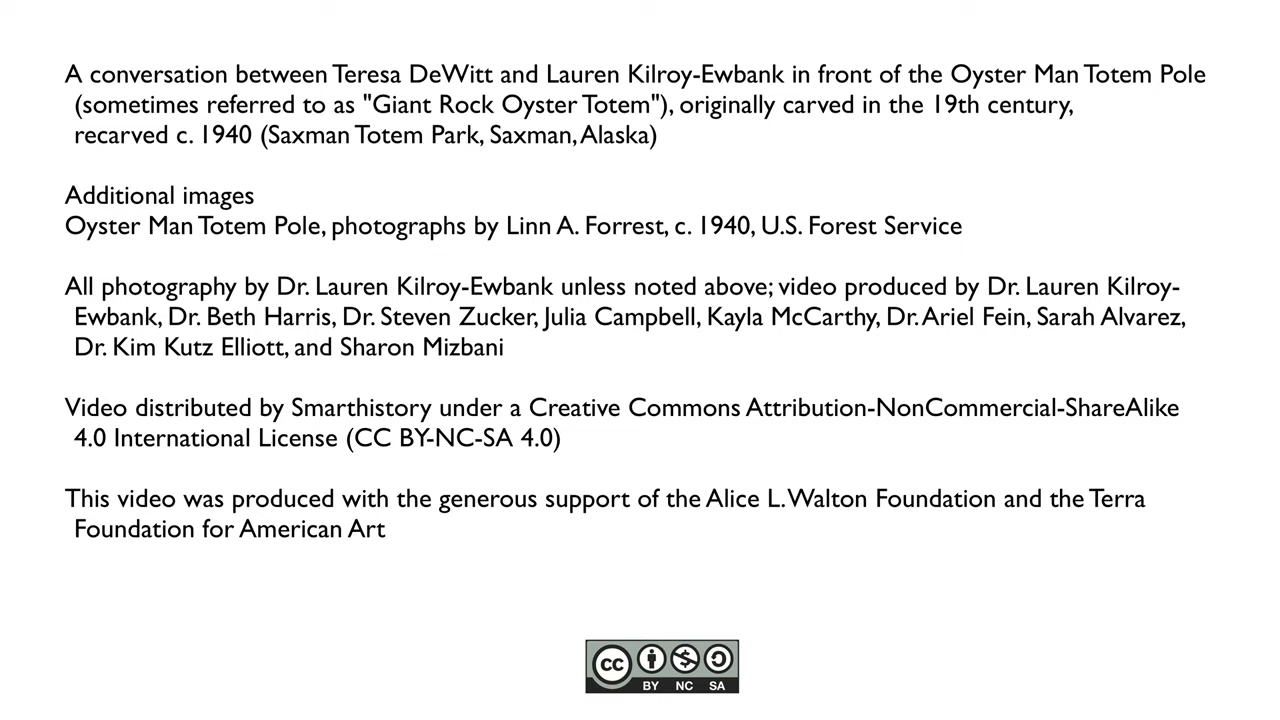 A conversation between Teresa DeWitt and Lauren Kilroy-Ewbank in front of the Oyster Man Totem Pole
(sometimes referred to as "Giant Rock Oyster Totem"), originally carved in the 19th century,
recarved c. 1940 (Saxman Totem Park, Saxman, Alaska)
Additional images
Oyster Man Totem Pole, photographs by Linn A. Forrest, c. 1940, U.S. Forest Service
All photography by Dr. Lauren Kilroy-Ewbank unless noted above; video produced by Dr. Lauren Kilroy-
Ewbank, Dr. Beth Harris, Dr. Steven Zucker, Julia Campbell, Kayla McCarthy, Dr. Ariel Fein, Sarah Alvarez,
Dr. Kim Kutz Elliott, and Sharon Mizbani
Video distributed by Smarthistory under a Creative Commons Attribution-NonCommercial-ShareAlike
4.0 International License (CC BY-NC-SA 4.0)
This video was produced with the generous support of the Alice L. Walton Foundation and the Terra
Foundation for American Art
cc
BY NC SA